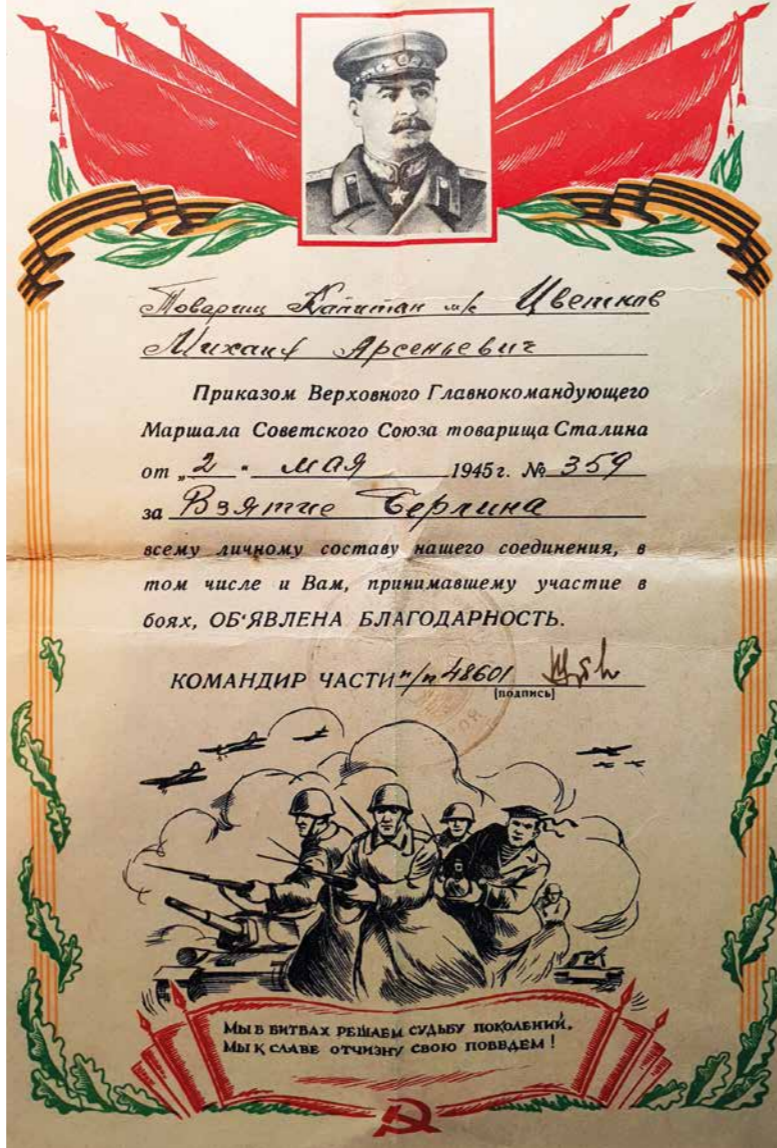 Товарищ Капитан м/с Цветков
Михаил Арсеньевич
Приказом Верховного Главнокомандующего
Маршала Советского Союза товарища Сталина
от „2" мая 1945 г. № 359
за Взятие Берлина
всему личному составу нашего соединения, в
том числе и Вам, принимавшему участие в
боях, ОБ'ЯВЛЕНА БЛАГОДАРНОСТЬ.
КОМАНДИР ЧАСТИ п/п 48601
(подпись)
МЫ В БИТВАХ РЕШАЕМ СУДЬБУ ПОКОЛЕНИЙ,
МЫ К СЛАВЕ ОТЧИЗНУ СВОЮ ПОВЕДЕМ!